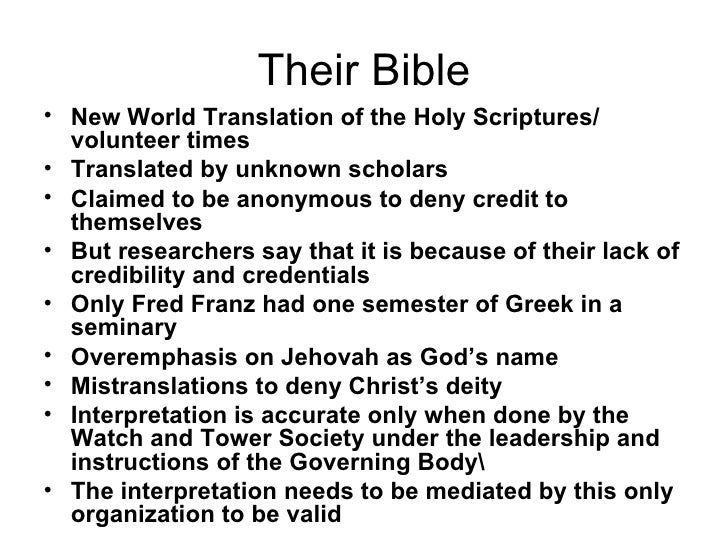 Their Bible
• New World Translation of the Holy Scriptures/
volunteer times
• Translated by unknown scholars
• Claimed to be anonymous to deny credit to
themselves
• But researchers say that it is because of their lack of
credibility and credentials
• Only Fred Franz had one semester of Greek in a
seminary
• Overemphasis on Jehovah as God’s name
• Mistranslations to deny Christ’s deity
• Interpretation is accurate only when done by the
Watch and Tower Society under the leadership and
instructions of the Governing Body\
• The interpretation needs to be mediated by this only
organization to be valid